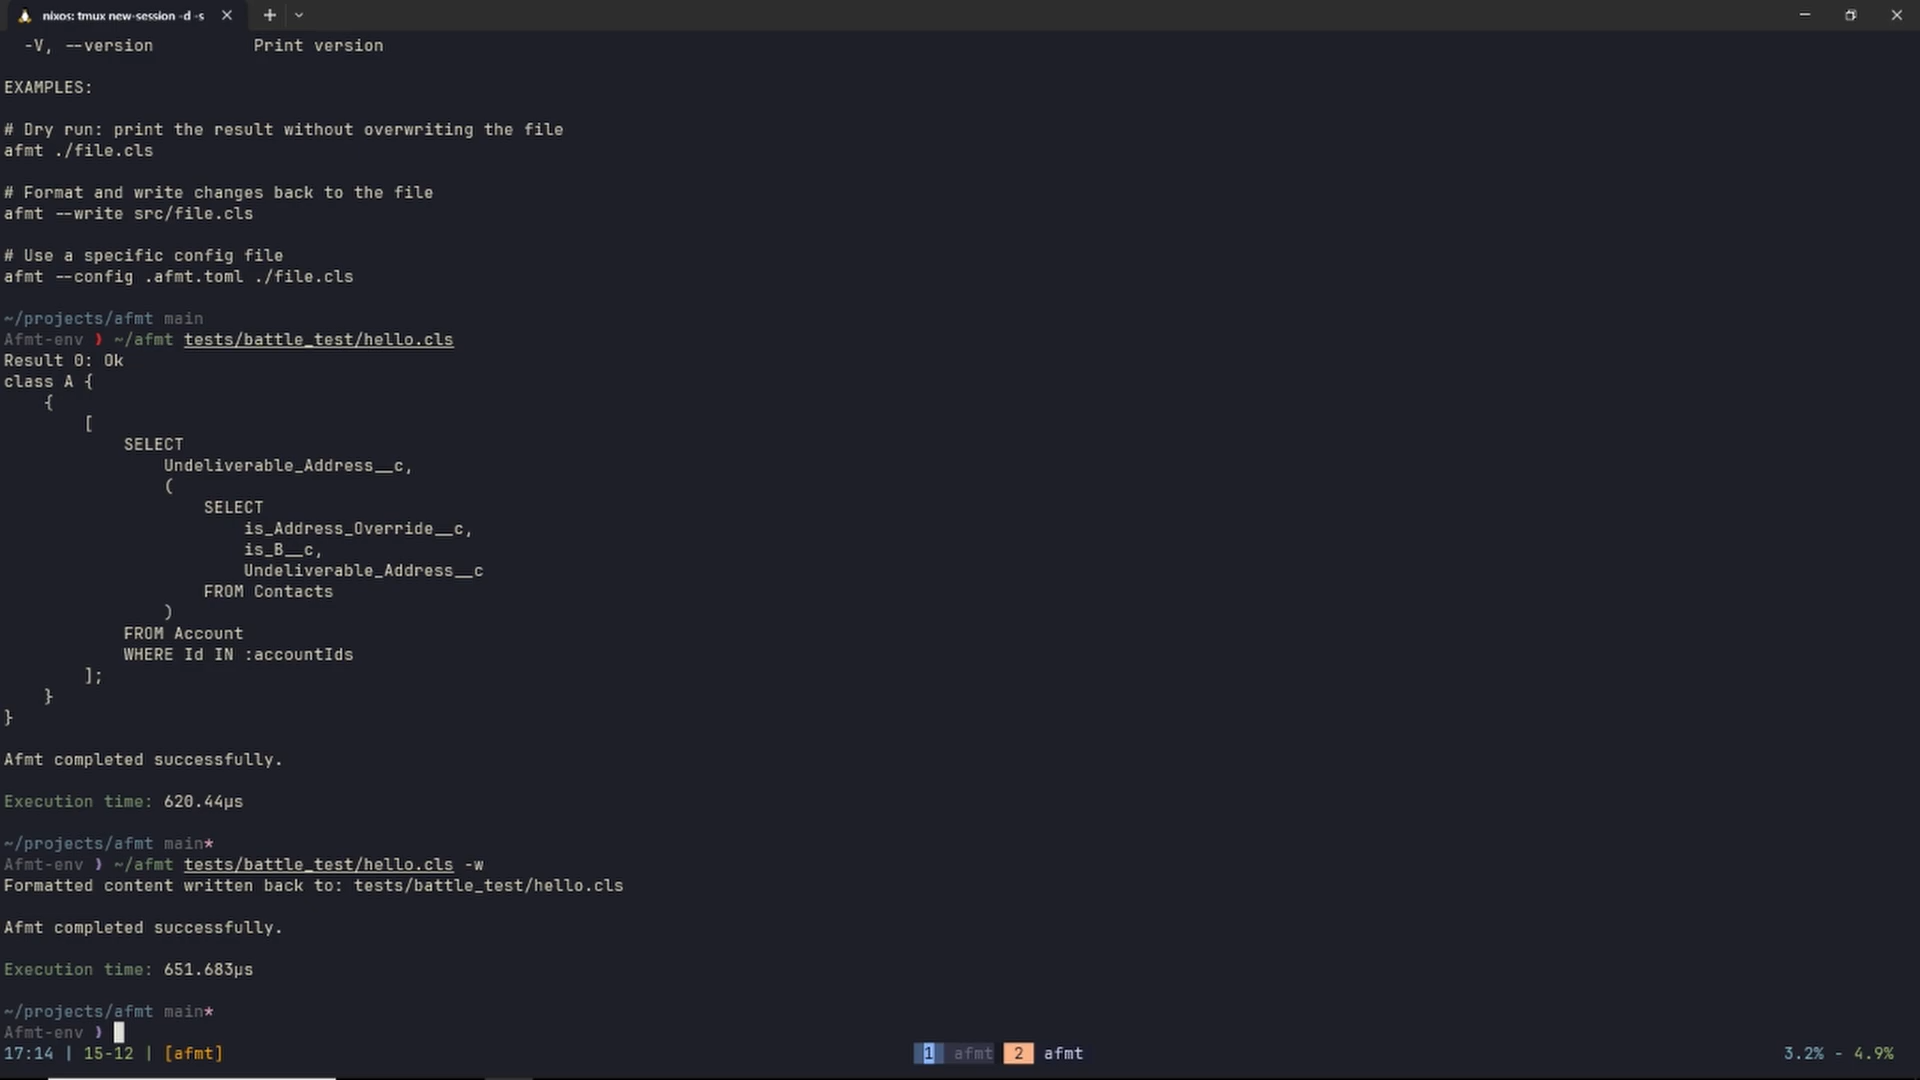 nixos: tmux new-session -d -s
-V, --version          Print version
EXAMPLES:
# Dry run: print the result without overwriting the file
afmt ./file.cls
# Format and write changes back to the file
afmt --write src/file.cls
# Use a specific config file
afmt --config .afmt.toml ./file.cls
~/projects/afmt main
Afmt-env ❩ ~/afmt tests/battle_test/hello.cls
Result 0: Ok
class A {
    {
        [
            SELECT
                Undeliverable_Address__c,
                (
                    SELECT
                        is_Address_Override__c,
                        is_B__c,
                        Undeliverable_Address__c
                    FROM Contacts
                )
            FROM Account
            WHERE Id IN :accountIds
        ];
    }
}
Afmt completed successfully.
Execution time: 620.44µs
~/projects/afmt main*
Afmt-env ❩ ~/afmt tests/battle_test/hello.cls -w
Formatted content written back to: tests/battle_test/hello.cls
Afmt completed successfully.
Execution time: 651.683µs
~/projects/afmt main*
Afmt-env ❩
17:14 | 15-12 | [afmt] 1 afmt 2 afmt 3.2% - 4.9%